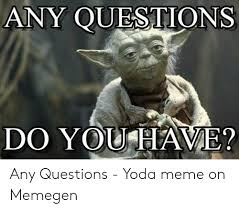 ANY QUESTIONS
DO YOU HAVE?
Any Questions - Yoda meme on
Memegen